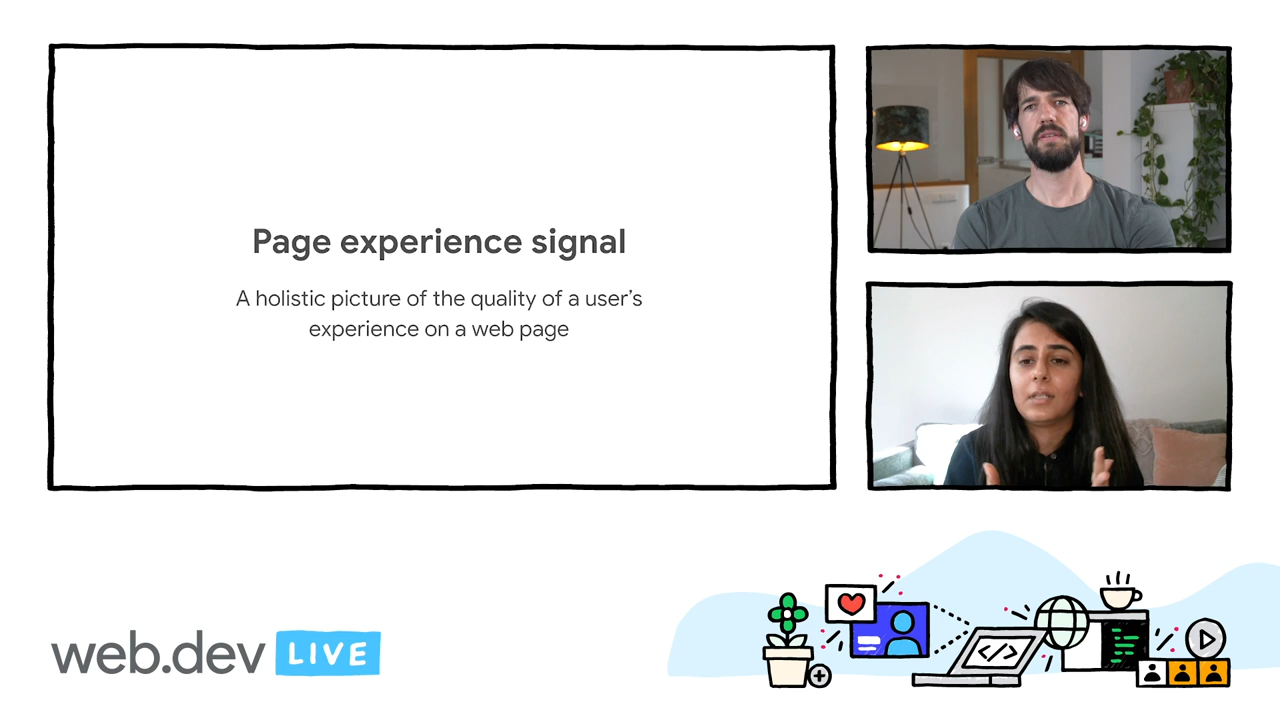 Page experience signal
A holistic picture of the quality of a user's
experience on a web page
web.dev LIVE
</>